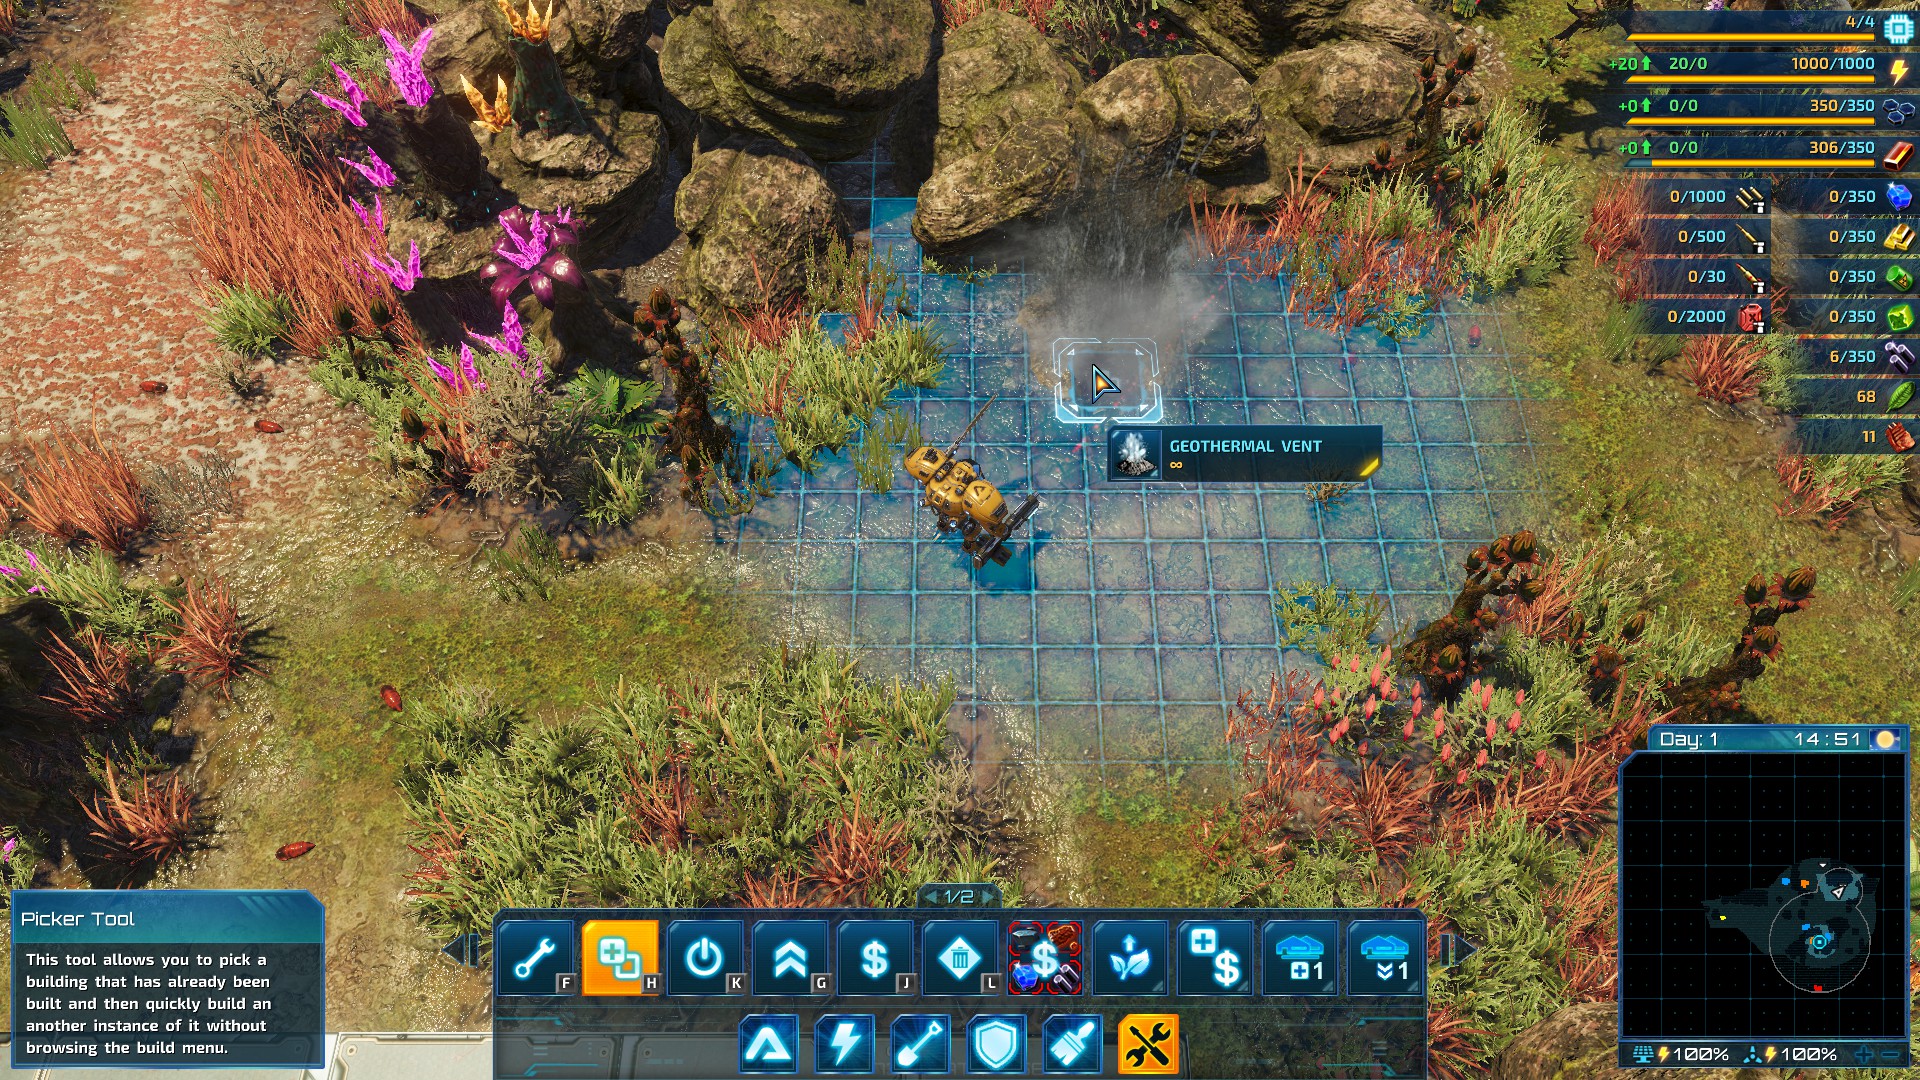 4/4
+20 20/0 1000/1000
+0 0/0 350/350
+0 0/0 306/350
0/1000 0/350
0/500 0/350
0/30 0/350
0/2000 0/350
6/350
68
11
GEOTHERMAL VENT
∞
Day: 1 14:51
Picker Tool
This tool allows you to pick a
building that has already been
built and then quickly build an
another instance of it without
browsing the build menu.
1/2
F H K G J L 1 1
100% 100%